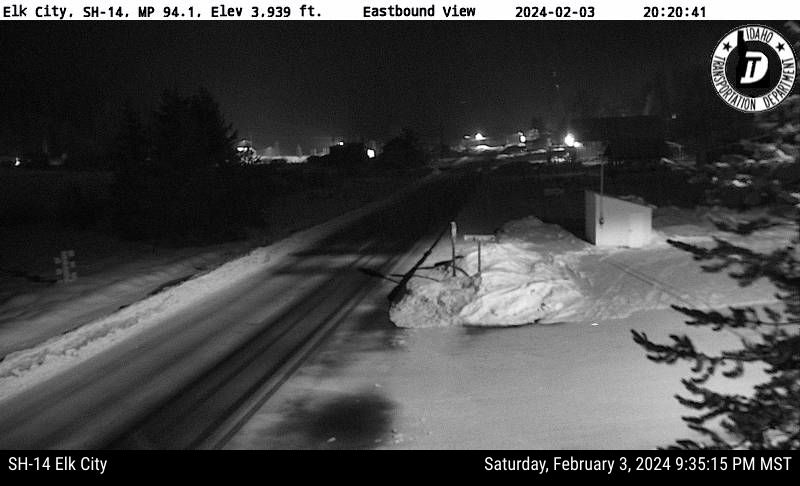 Elk City, SH-14, MP 94.1, Elev 3,939 ft. Eastbound View 2024-02-03 20:20:41
IDAHO
TRANSPORTATION DEPARTMENT
SH-14 Elk City Saturday, February 3, 2024 9:35:15 PM MST